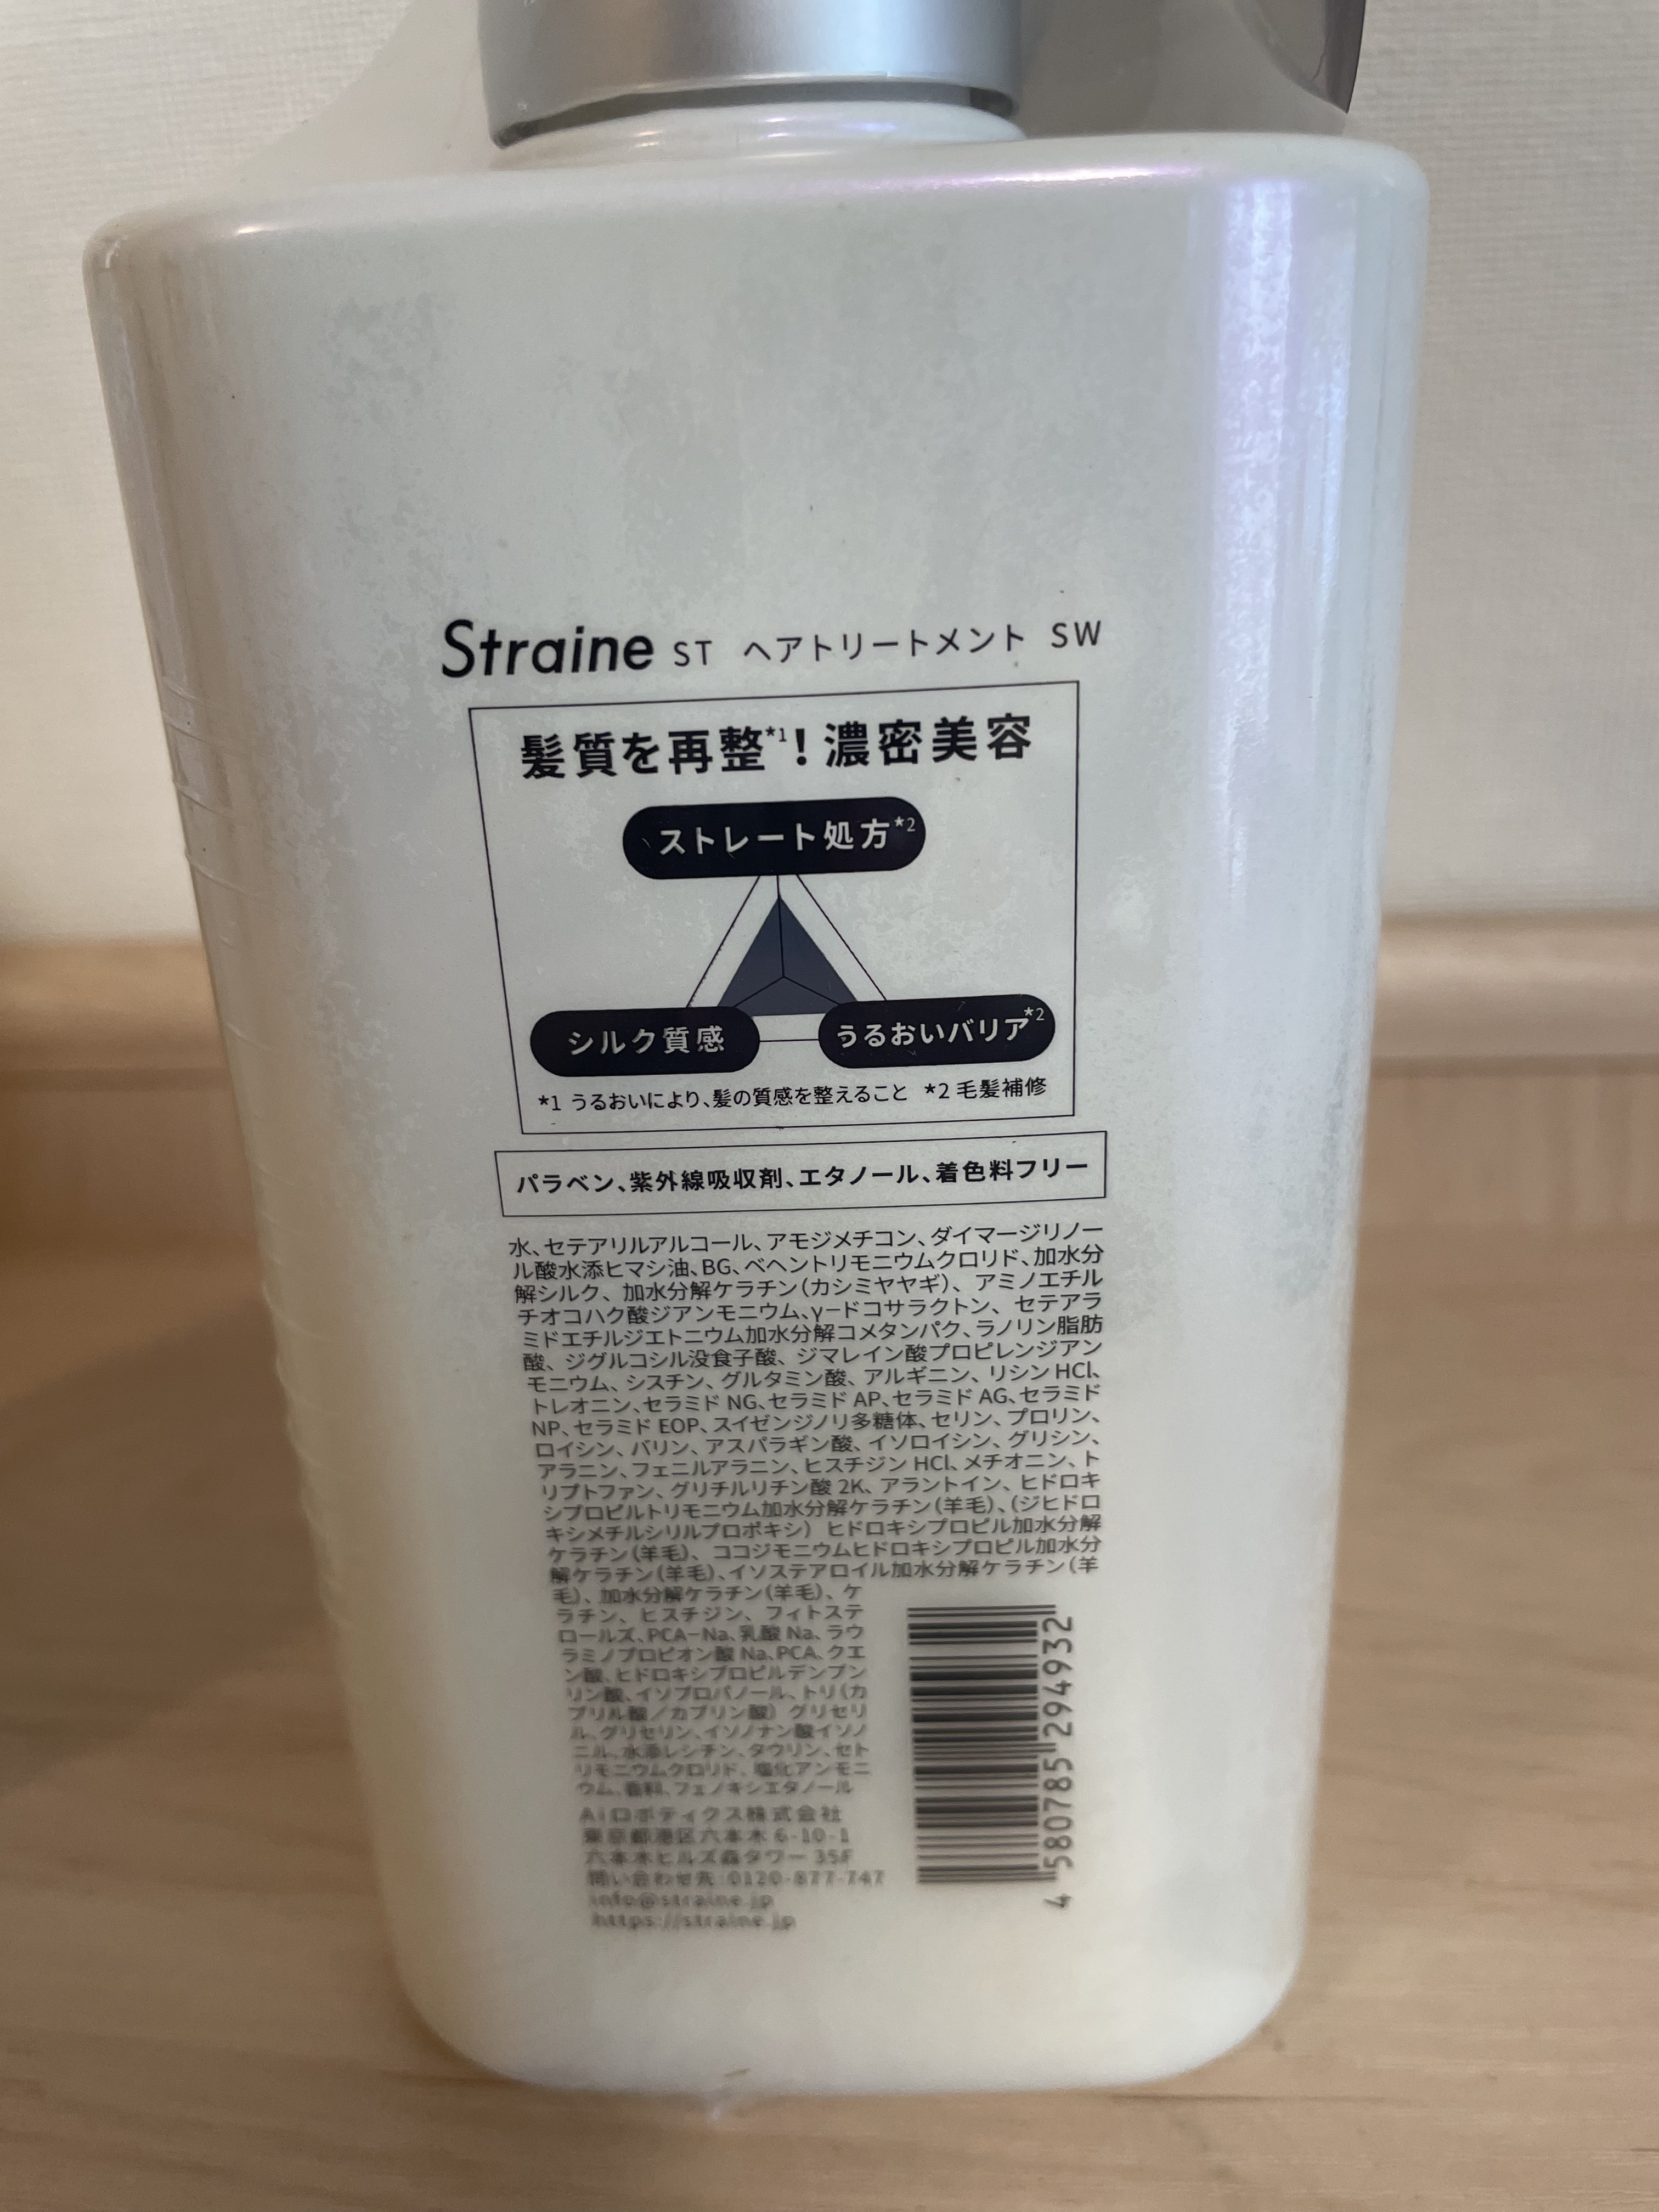 Straine ST ヘアトリートメント SW
髪質を再整*1！濃密美容
ストレート処方*2
シルク質感
うるおいバリア*2
*1 うるおいにより、髪の質感を整えること *2 毛髪補修
パラベン、紫外線吸収剤、エタノール、着色料フリー
水、セテアリルアルコール、アモジメチコン、ダイマージリノー
ル酸水添ヒマシ油、BG、ベヘントリモニウムクロリド、加水分
解シルク、加水分解ケラチン（カシミヤヤギ）、アミノエチル
チオコハク酸ジアンモニウム、γ-ドコサラクトン、セテアラ
ミドエチルジエトニウム加水分解コメタンパク、ラノリン脂肪
酸、ジグルコシル没食子酸、ジマレイン酸プロピレンジアン
モニウム、シスチン、グルタミン酸、アルギニン、リシンHCl、
トレオニン、セラミド NG、セラミド AP、セラミド AG、セラミド
NP、セラミド EOP、スイゼンジノリ多糖体、セリン、プロリン、
ロイシン、バリン、アスパラギン酸、イソロイシン、グリシン、
アラニン、フェニルアラニン、ヒスチジン HCl、メチオニン、ト
リプトファン、グリチルリチン酸 2K、アラントイン、ヒドロキ
シプロピルトリモニウム加水分解ケラチン（羊毛）、（ジヒドロ
キシメチルシリルプロポキシ）ヒドロキシプロピル加水分解
ケラチン（羊毛）、ココジモニウムヒドロキシプロピル加水分
解ケラチン（羊毛）、イソステアロイル加水分解ケラチン（羊
毛）、加水分解ケラチン（羊毛）、ケ
ラチン、ヒスチジン、フィトステ
ロールズ、PCA-Na、乳酸 Na、ラウ
ラミノプロピオン酸 Na、PCA、クエ
ン酸、ヒドロキシプロピルデンプン
リン酸、イソプロパノール、トリ（カ
プリル酸／カプリン酸）グリセリ
ル、グリセリン、イソノナン酸イソノ
ニル、水添レシチン、タウリン、セト
リモニウムクロリド、塩化アンモニ
ウム、香料、フェノキシエタノール
AIロボティクス株式会社
東京都港区六本木 6-10-1
六本木ヒルズ森タワー 35F
問い合わせ先:0120-877-747
info@straine.jp
https://straine.jp
4 580785 294932